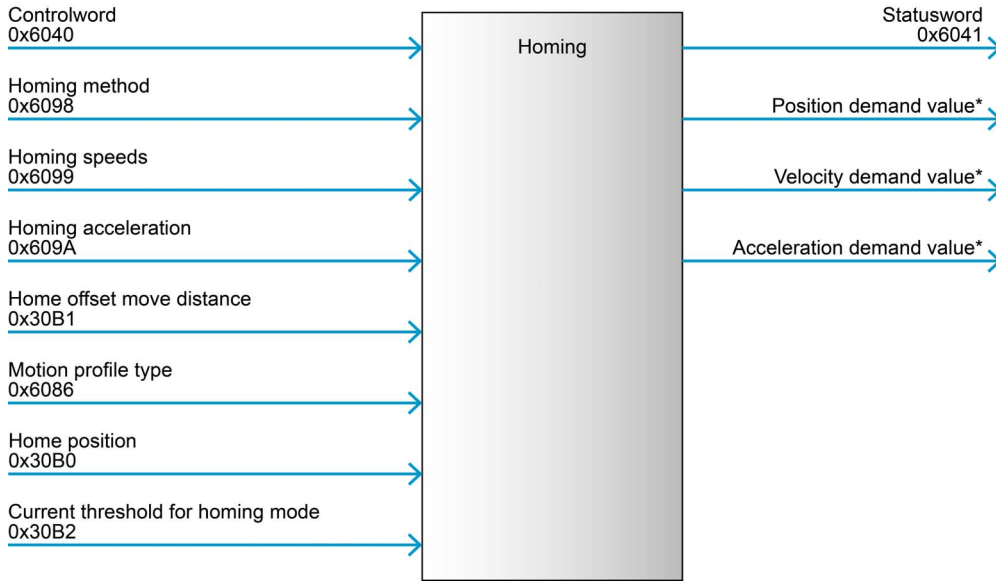 Controlword
0x6040
Homing method
0x6098
Homing speeds
0x6099
Homing acceleration
0x609A
Home offset move distance
0x30B1
Motion profile type
0x6086
Home position
0x30B0
Current threshold for homing mode
0x30B2
Homing
Statusword
0x6041
Position demand value*
Velocity demand value*
Acceleration demand value*